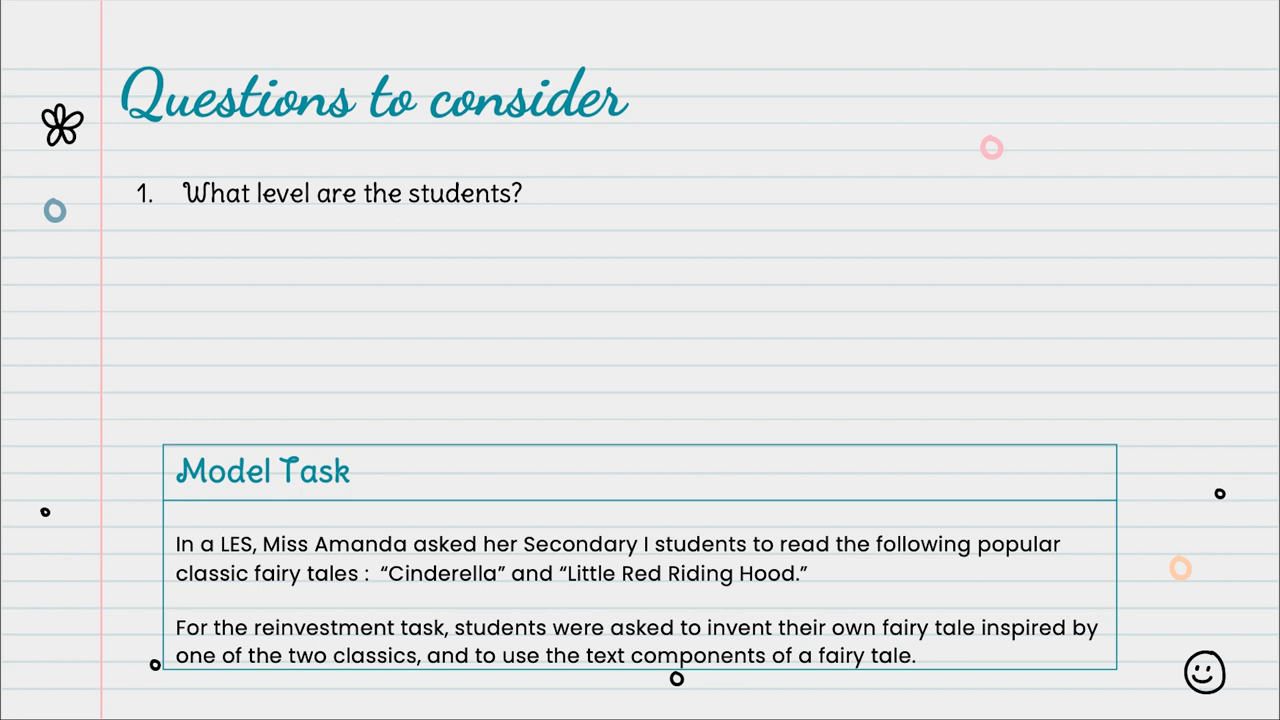 Questions to consider
1. What level are the students?
Model Task
In a LES, Miss Amanda asked her Secondary I students to read the following popular
classic fairy tales : “Cinderella” and “Little Red Riding Hood.”
For the reinvestment task, students were asked to invent their own fairy tale inspired by
one of the two classics, and to use the text components of a fairy tale.